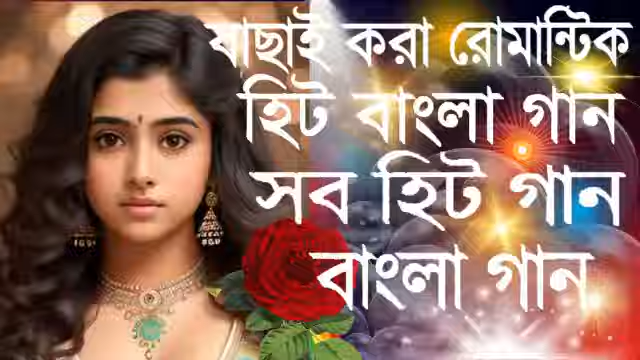 বাছাই করা রোমান্টিক
হিট বাংলা গান
সব হিট গান
বাংলা গান